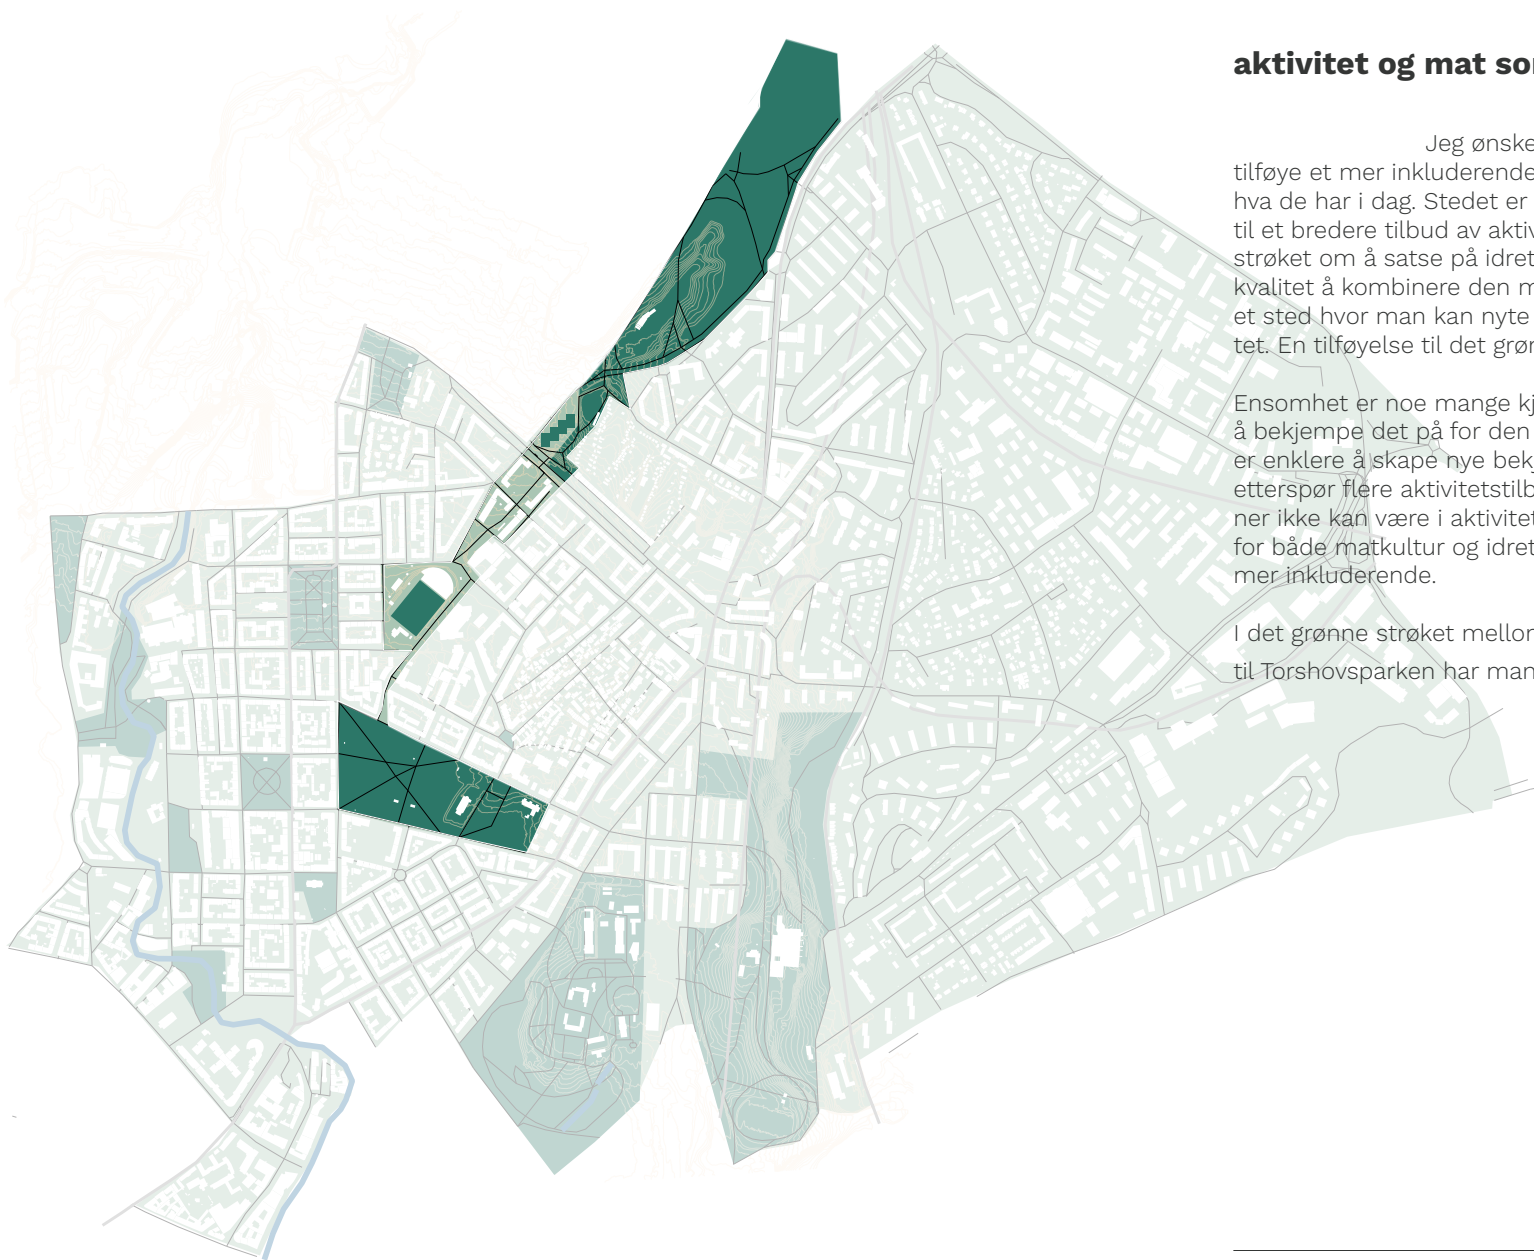 aktivitet og mat so
Jeg ønske
tilføye et mer inkluderende
hva de har i dag. Stedet er
til et bredere tilbud av aktiv
strøket om å satse på idret
kvalitet å kombinere den m
et sted hvor man kan nyte
tet. En tilføyelse til det grø
Ensomhet er noe mange kj
å bekjempe det på for den
er enklere å skape nye bek
etterspør flere aktivitetstilb
ner ikke kan være i aktivitet
for både matkultur og idret
mer inkluderende.
I det grønne strøket mello
til Torshovsparken har man